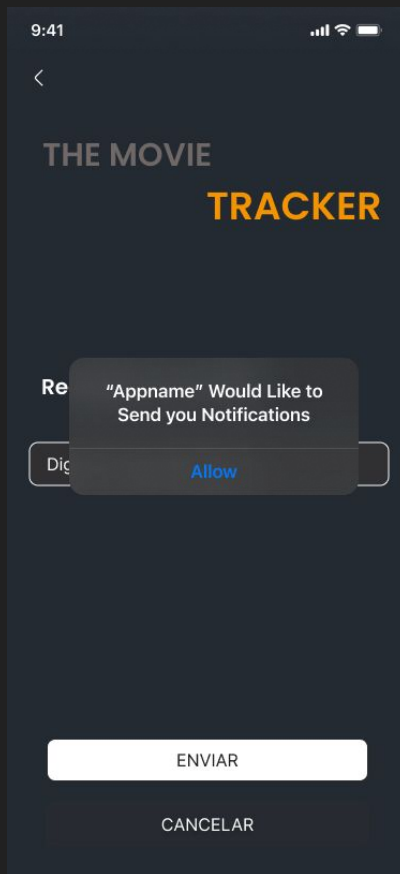 9:41
THE MOVIE
TRACKER
Re
“Appname” Would Like to
Send you Notifications
Dig
Allow
ENVIAR
CANCELAR